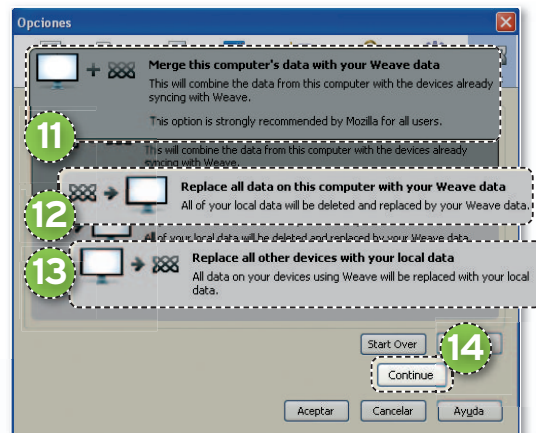 Opciones
Merge this computer's data with your Weave data
This will combine the data from this computer with the devices already
syncing with Weave.
This option is strongly recommended by Mozilla for all users.
11
This will combine the data from this computer with the devices already
syncing with Weave.
Replace all data on this computer with your Weave data
All of your local data will be deleted and replaced by your Weave data.
12
All of your local data will be deleted and replaced by your Weave data.
Replace all other devices with your local data
13
All data on your devices using Weave will be replaced with your local
data.
Start Over
14
Continue
Aceptar Cancelar Ayuda